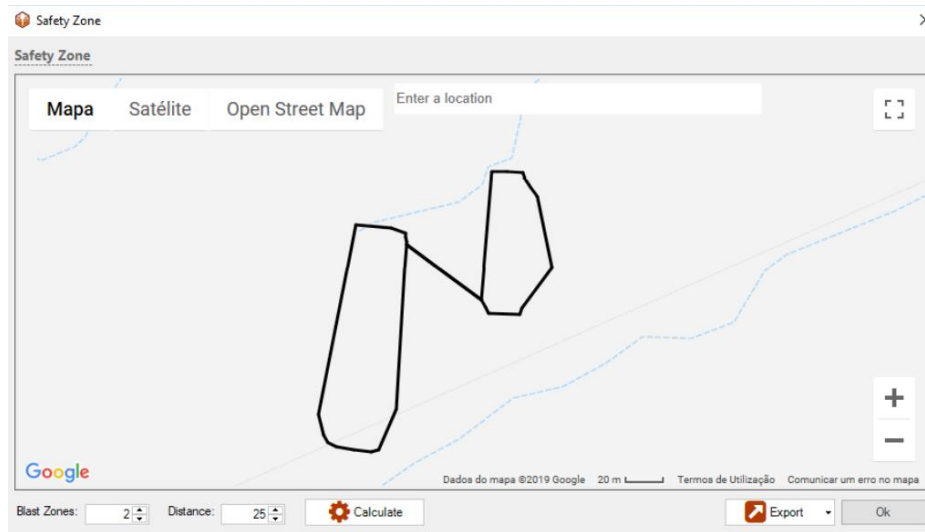 Safety Zone
Safety Zone
Mapa Satélite Open Street Map Enter a location
Google Dados do mapa ©2019 Google 20 m Termos de Utilização Comunicar um erro no mapa
Blast Zones: 2 Distance: 25 Calculate Export Ok